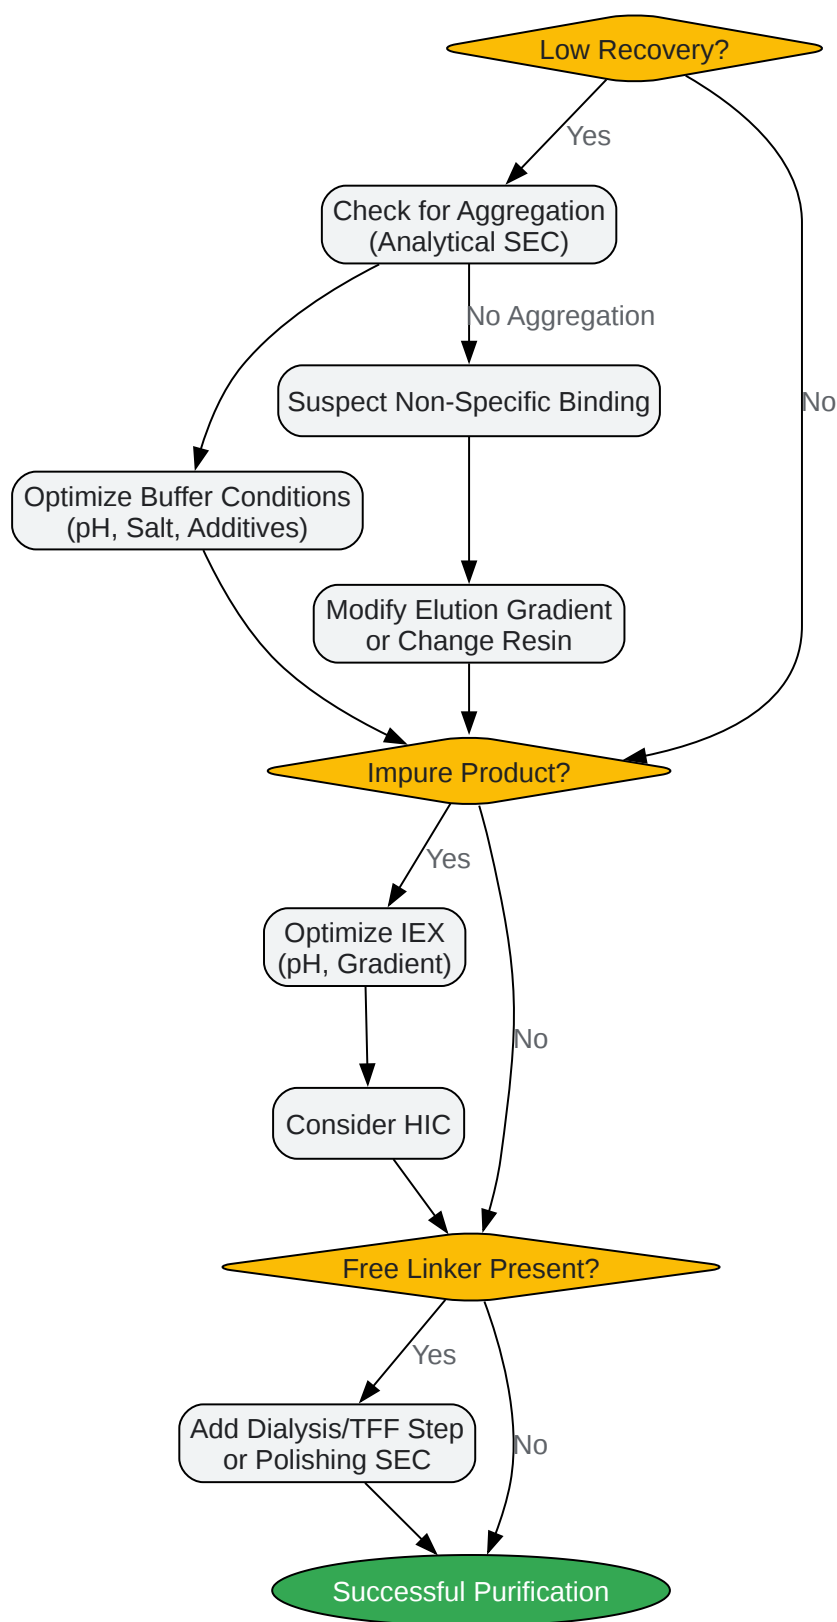 Low Recovery?
Yes
Check for Aggregation
(Analytical SEC)
No Aggregation
Suspect Non-Specific Binding
No
Optimize Buffer Conditions
(pH, Salt, Additives)
Modify Elution Gradient
or Change Resin
Impure Product?
Yes
Optimize IEX
(pH, Gradient)
No
Consider HIC
Free Linker Present?
Yes
Add Dialysis/TFF Step
or Polishing SEC
No
Successful Purification